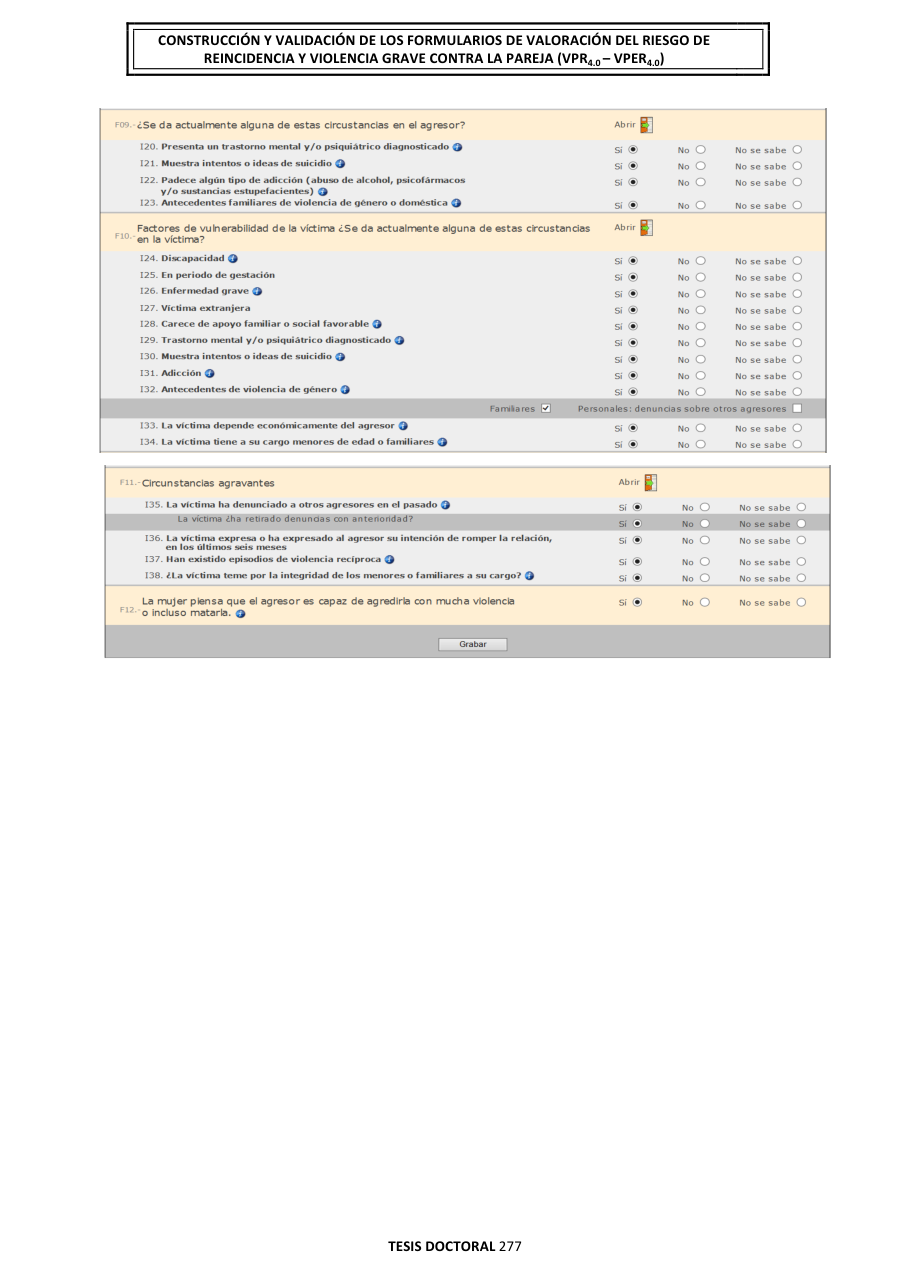 CONSTRUCCIÓN Y VALIDACIÓN DE LOS FORMULARIOS DE VALORACIÓN DEL RIESGO DE
REINCIDENCIA Y VIOLENCIA GRAVE CONTRA LA PAREJA (VPR4.0 – VPER4.0)
F09.- ¿Se da actualmente alguna de estas circustancias en el agresor? Abrir
I20. Presenta un trastorno mental y/o psiquiátrico diagnosticado Sí No No se sabe
I21. Muestra intentos o ideas de suicidio Sí No No se sabe
I22. Padece algún tipo de adicción (abuso de alcohol, psicofármacos Sí No No se sabe
y/o sustancias estupefacientes)
I23. Antecedentes familiares de violencia de género o doméstica Sí No No se sabe
F10.- Factores de vulnerabilidad de la víctima ¿Se da actualmente alguna de estas circustancias Abrir
en la víctima?
I24. Discapacidad Sí No No se sabe
I25. En periodo de gestación Sí No No se sabe
I26. Enfermedad grave Sí No No se sabe
I27. Víctima extranjera Sí No No se sabe
I28. Carece de apoyo familiar o social favorable Sí No No se sabe
I29. Trastorno mental y/o psiquiátrico diagnosticado Sí No No se sabe
I30. Muestra intentos o ideas de suicidio Sí No No se sabe
I31. Adicción Sí No No se sabe
I32. Antecedentes de violencia de género Sí No No se sabe
Familiares Personales: denuncias sobre otros agresores
I33. La víctima depende económicamente del agresor Sí No No se sabe
I34. La víctima tiene a su cargo menores de edad o familiares Sí No No se sabe
F11.- Circunstancias agravantes Abrir
I35. La víctima ha denunciado a otros agresores en el pasado Sí No No se sabe
La víctima ¿ha retirado denuncias con anterioridad? Sí No No se sabe
I36. La víctima expresa o ha expresado al agresor su intención de romper la relación, Sí No No se sabe
en los últimos seis meses
I37. Han existido episodios de violencia recíproca Sí No No se sabe
I38. ¿La víctima teme por la integridad de los menores o familiares a su cargo? Sí No No se sabe
F12.- La mujer piensa que el agresor es capaz de agredirla con mucha violencia Sí No No se sabe
o incluso matarla.
Grabar
TESIS DOCTORAL 277